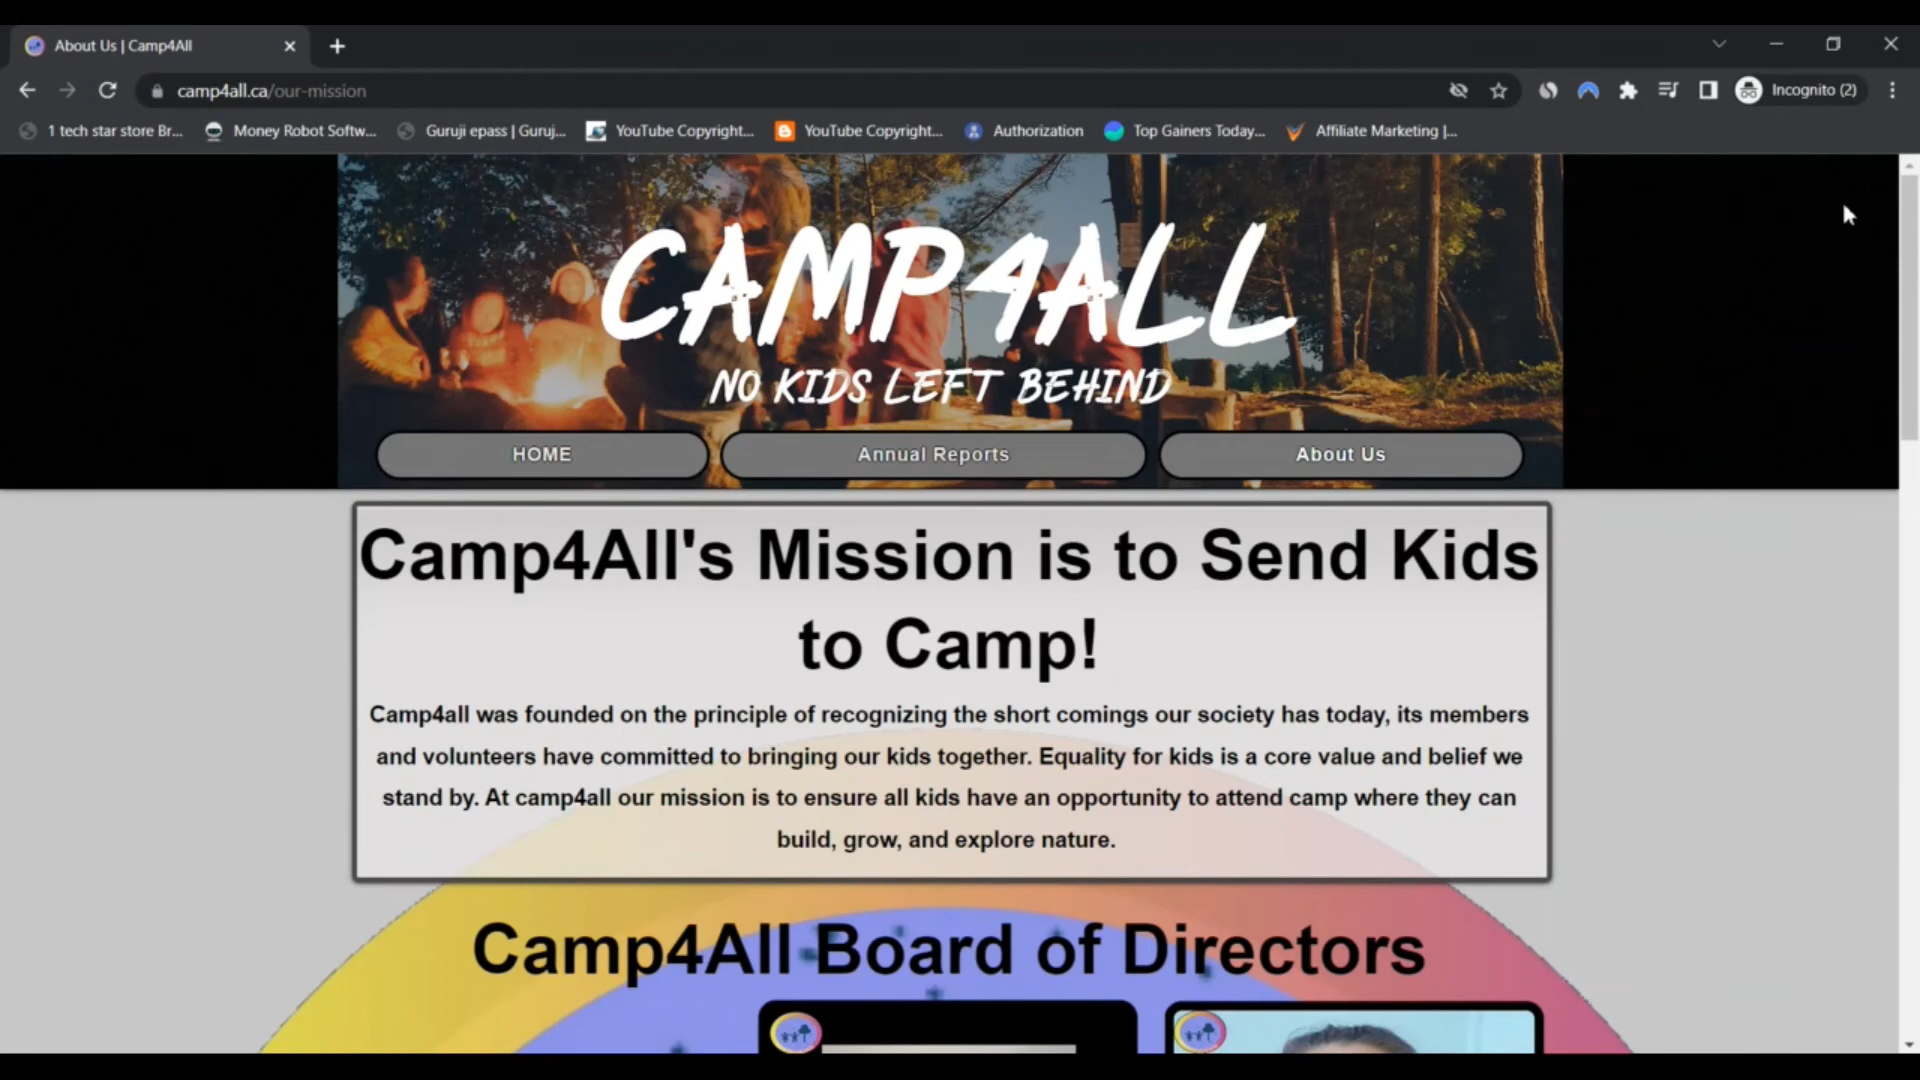 About Us | Camp4All
camp4all.ca/our-mission
Incognito (2)
1 tech star store Br...
Money Robot Softw...
Guruji epass | Guruj...
YouTube Copyright...
YouTube Copyright...
Authorization
Top Gainers Today...
Affiliate Marketing |...
CAMP4ALL
NO KIDS LEFT BEHIND
HOME
Annual Reports
About Us
Camp4All's Mission is to Send Kids
to Camp!
Camp4all was founded on the principle of recognizing the short comings our society has today, its members
and volunteers have committed to bringing our kids together. Equality for kids is a core value and belief we
stand by. At camp4all our mission is to ensure all kids have an opportunity to attend camp where they can
build, grow, and explore nature.
Camp4All Board of Directors